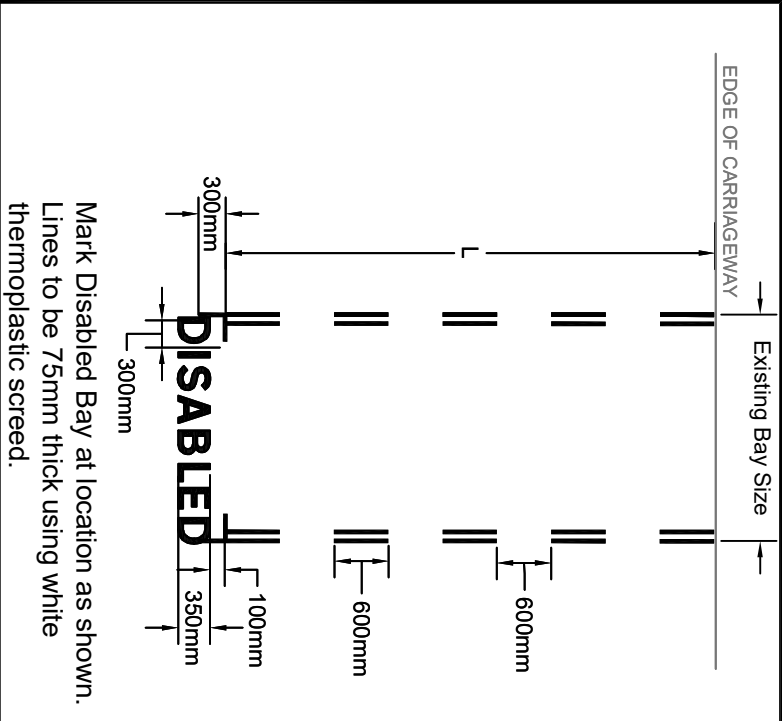 EDGE OF CARRIAGEWAY
Existing Bay Size
L
600mm
600mm
300mm
100mm
350mm
DISABLED
300mm
Mark Disabled Bay at location as shown.
Lines to be 75mm thick using white
thermoplastic screed.